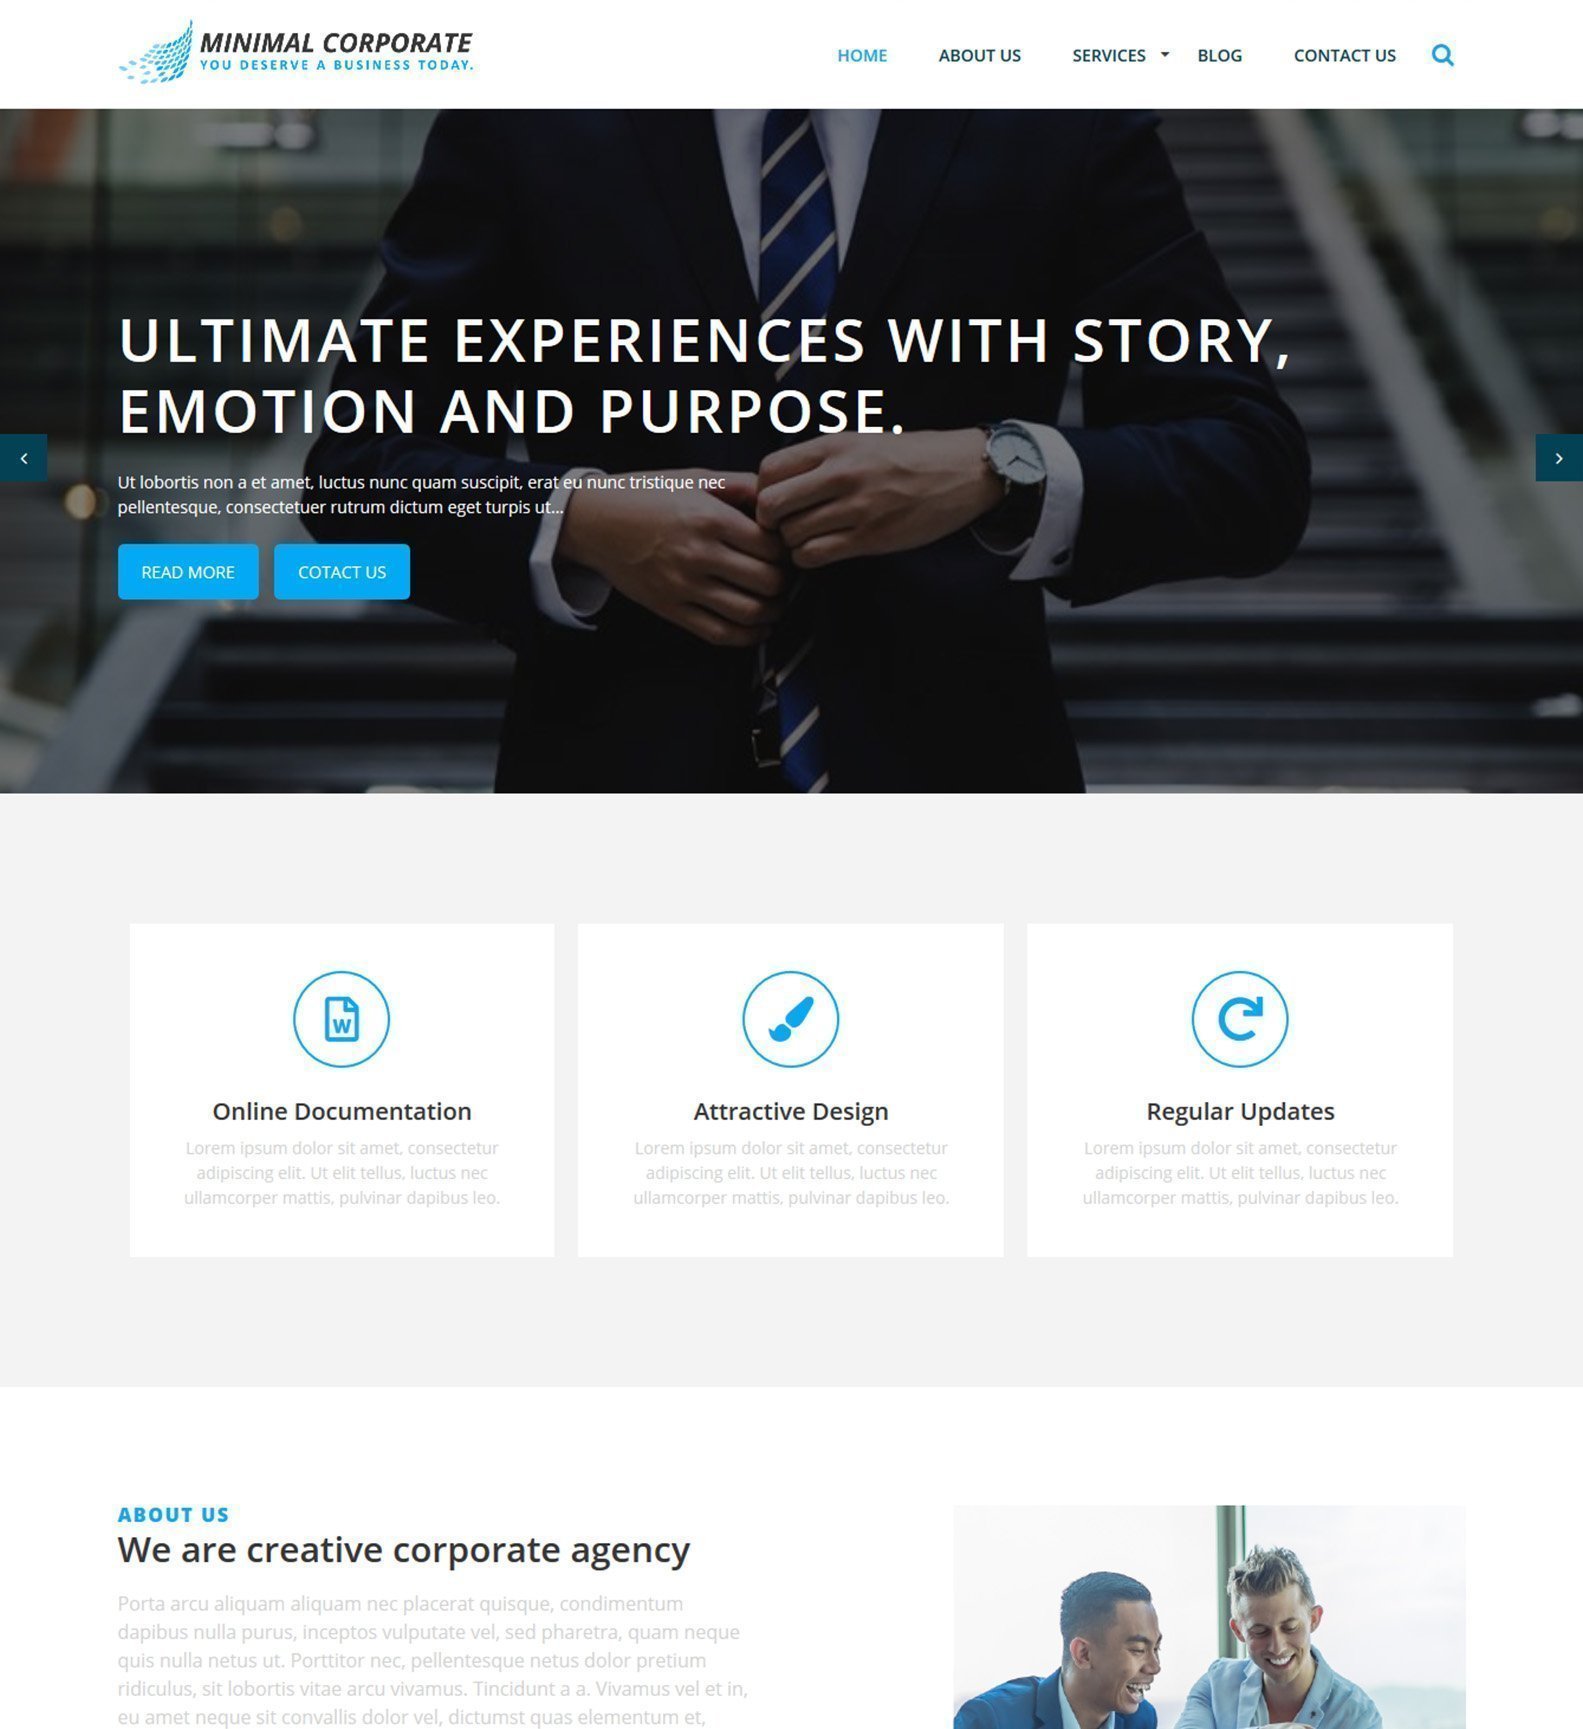 MINIMAL CORPORATE
YOU DESERVE A BUSINESS TODAY.
HOME ABOUT US SERVICES BLOG CONTACT US
ULTIMATE EXPERIENCES WITH STORY,
EMOTION AND PURPOSE.
Ut lobortis non a et amet, luctus nunc quam suscipit, erat eu nunc tristique nec
pellentesque, consectetuer rutrum dictum eget turpis ut...
READ MORE COTACT US
W
Online Documentation
Lorem ipsum dolor sit amet, consectetur
adipiscing elit. Ut elit tellus, luctus nec
ullamcorper mattis, pulvinar dapibus leo.
Attractive Design
Lorem ipsum dolor sit amet, consectetur
adipiscing elit. Ut elit tellus, luctus nec
ullamcorper mattis, pulvinar dapibus leo.
Regular Updates
Lorem ipsum dolor sit amet, consectetur
adipiscing elit. Ut elit tellus, luctus nec
ullamcorper mattis, pulvinar dapibus leo.
ABOUT US
We are creative corporate agency
Porta arcu aliquam aliquam nec placerat quisque, condimentum
dapibus nulla purus, inceptos vulputate vel, sed pharetra, quam neque
quis nulla netus ut. Porttitor nec, pellentesque netus dolor pretium
ridiculus, sit lobortis vitae arcu vivamus. Tincidunt a a. Vivamus vel et in,
eu amet neque sit convallis dolor vel, dictumst quas elementum et,